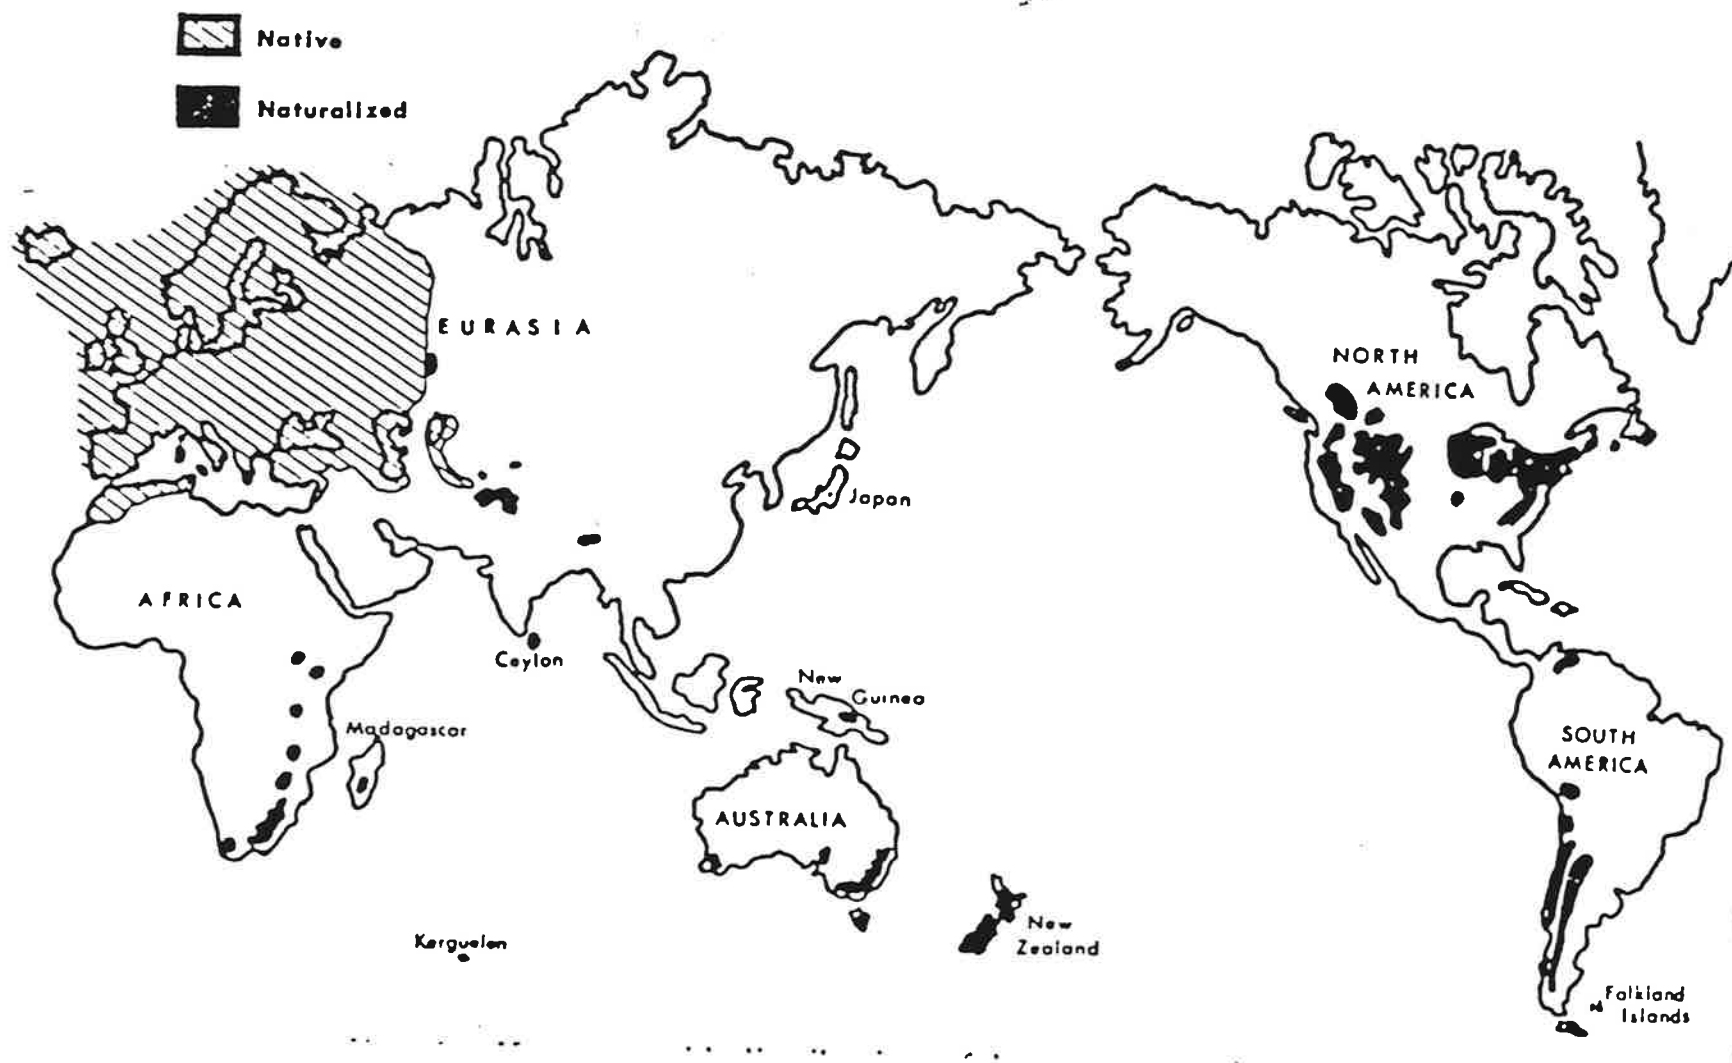 Native
Naturalized
EURASIA
NORTH
AMERICA
Japan
AFRICA
Ceylon
New
Guinea
Madagascar
SOUTH
AMERICA
AUSTRALIA
Kerguelen
New
Zealand
Falkland
Islands